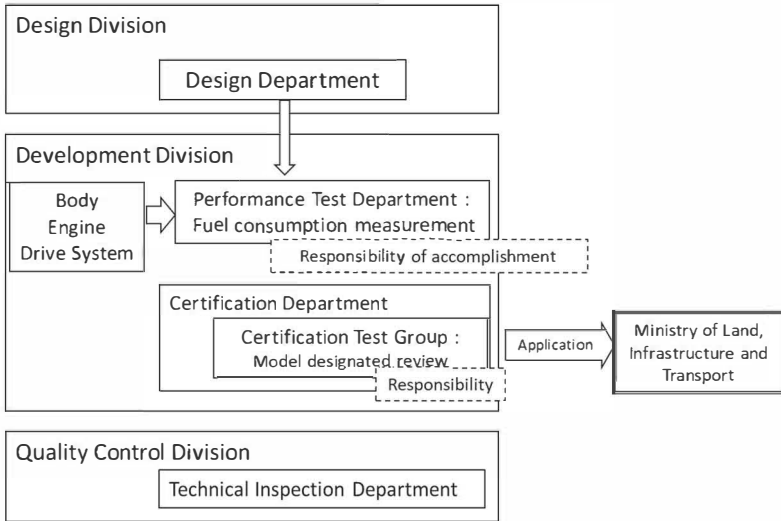 Design Division
Design Department
Development Division
Body
Engine
Drive System
Performance Test Department :
Fuel consumption measurement
Responsibility of accomplishment
Certification Department
Certification Test Group :
Model designated review
Responsibility
Application
Ministry of Land,
Infrastructure and
Transport
Quality Control Division
Technical Inspection Department